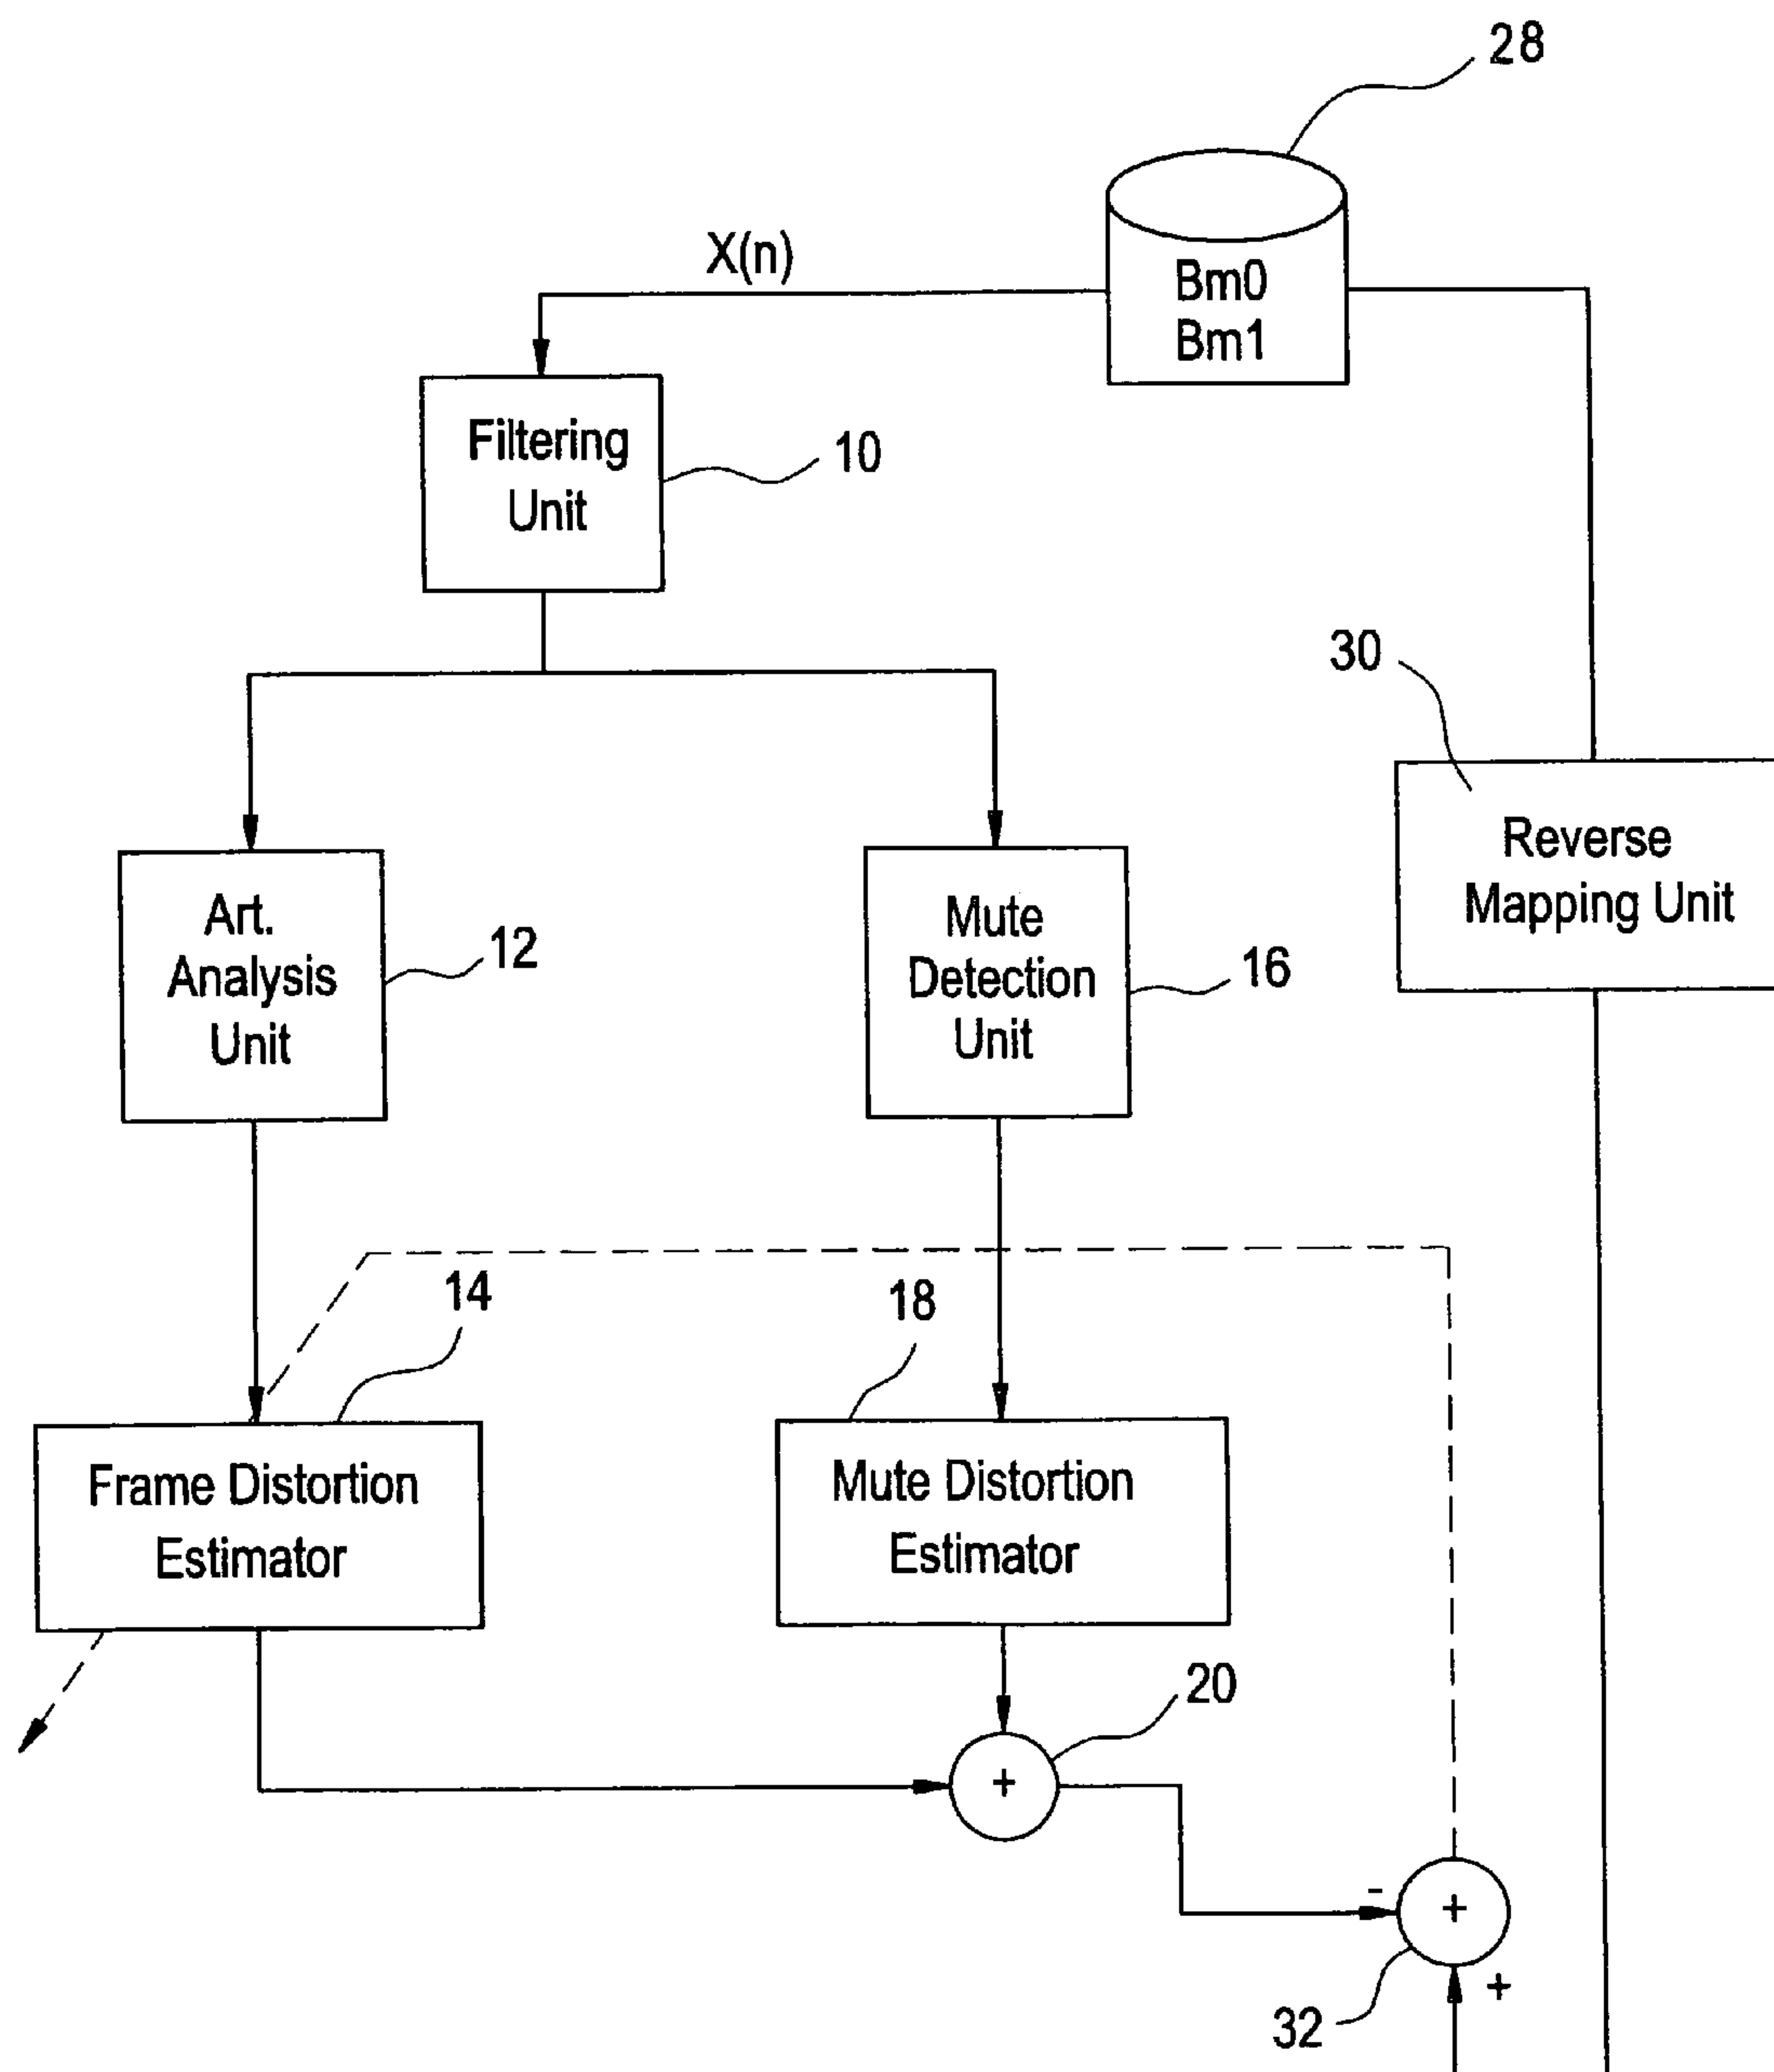 28
X(n)
Bm0
Bm1
Filtering
Unit
10
30
Reverse
Mapping Unit
Art.
Analysis
Unit
12
Mute
Detection
Unit
16
14
18
Frame Distortion
Estimator
Mute Distortion
Estimator
20
+
-
+
+
32